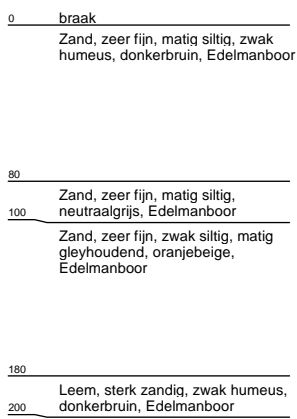 0 braak
Zand, zeer fijn, matig siltig, zwak
humeus, donkerbruin, Edelmanboor
80
Zand, zeer fijn, matig siltig,
neutraalgrijs, Edelmanboor
100
Zand, zeer fijn, zwak siltig, matig
gleyhoudend, oranjebeige,
Edelmanboor
180
Leem, sterk zandig, zwak humeus,
donkerbruin, Edelmanboor
200